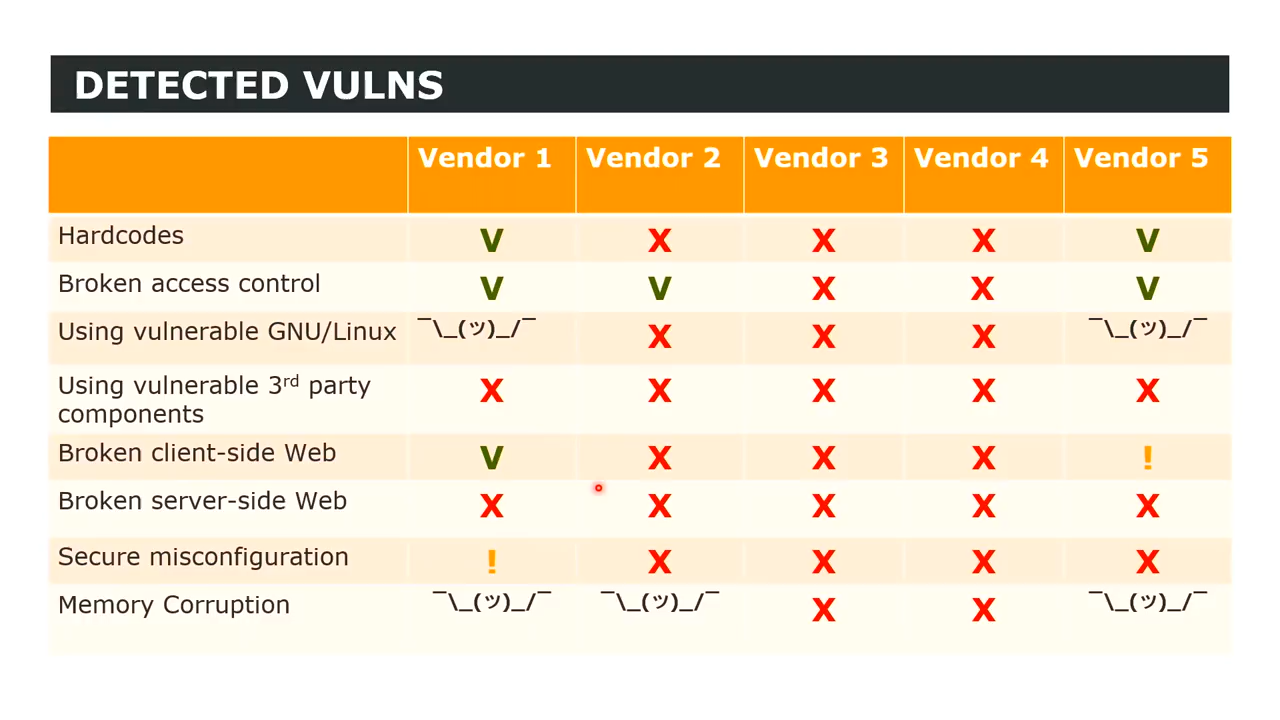 DETECTED VULNS
Vendor 1 Vendor 2 Vendor 3 Vendor 4 Vendor 5
Hardcodes V X X X V
Broken access control V V X X V
Using vulnerable GNU/Linux ¯\_(ツ)_/¯ X X X ¯\_(ツ)_/¯
Using vulnerable 3rd party
components X X X X X
Broken client-side Web V X X X !
Broken server-side Web X X X X X
Secure misconfiguration ! X X X X
Memory Corruption ¯\_(ツ)_/¯ ¯\_(ツ)_/¯ X X ¯\_(ツ)_/¯